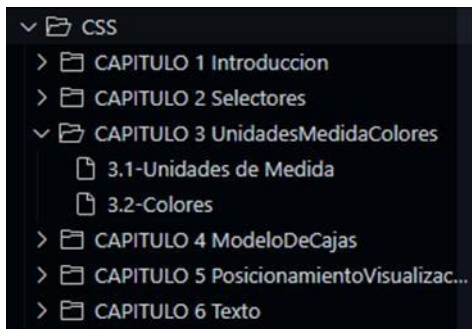 CSS
CAPITULO 1 Introduccion
CAPITULO 2 Selectores
CAPITULO 3 UnidadesMedidaColores
3.1-Unidades de Medida
3.2-Colores
CAPITULO 4 ModeloDeCajas
CAPITULO 5 PosicionamientoVisualizac...
CAPITULO 6 Texto